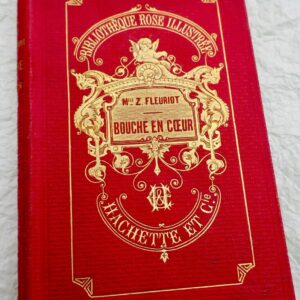 BIBLIOTHÈQUE ROSE ILLUSTRÉE
Mlle Z. FLEURIOT
BOUCHE EN CŒUR
HACHETTE ET Cie